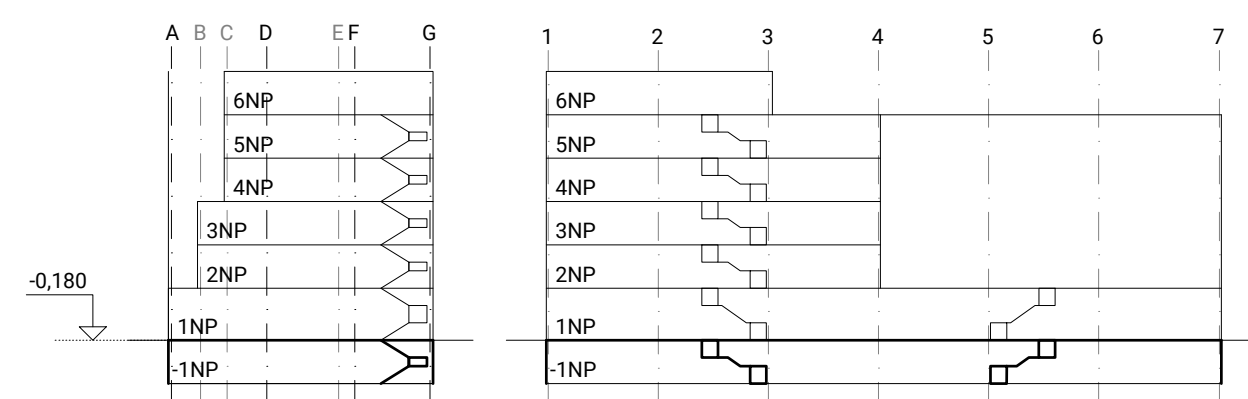 A B C D E F G
1 2 3 4 5 6 7
6NP 6NP
5NP 5NP
4NP 4NP
3NP 3NP
2NP 2NP
-0,180
1NP 1NP
-1NP -1NP